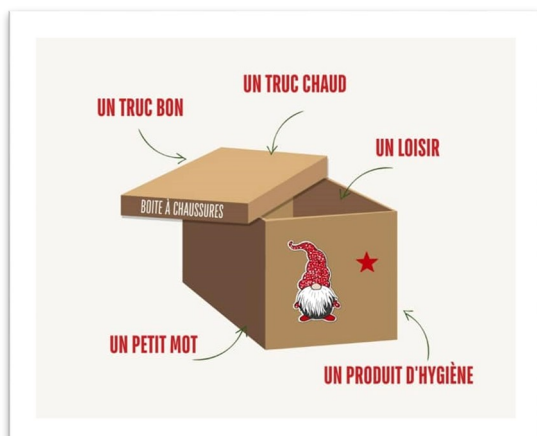 UN TRUC CHAUD
UN TRUC BON
UN LOISIR
BOITE À CHAUSSURES
UN PETIT MOT
UN PRODUIT D'HYGIÈNE